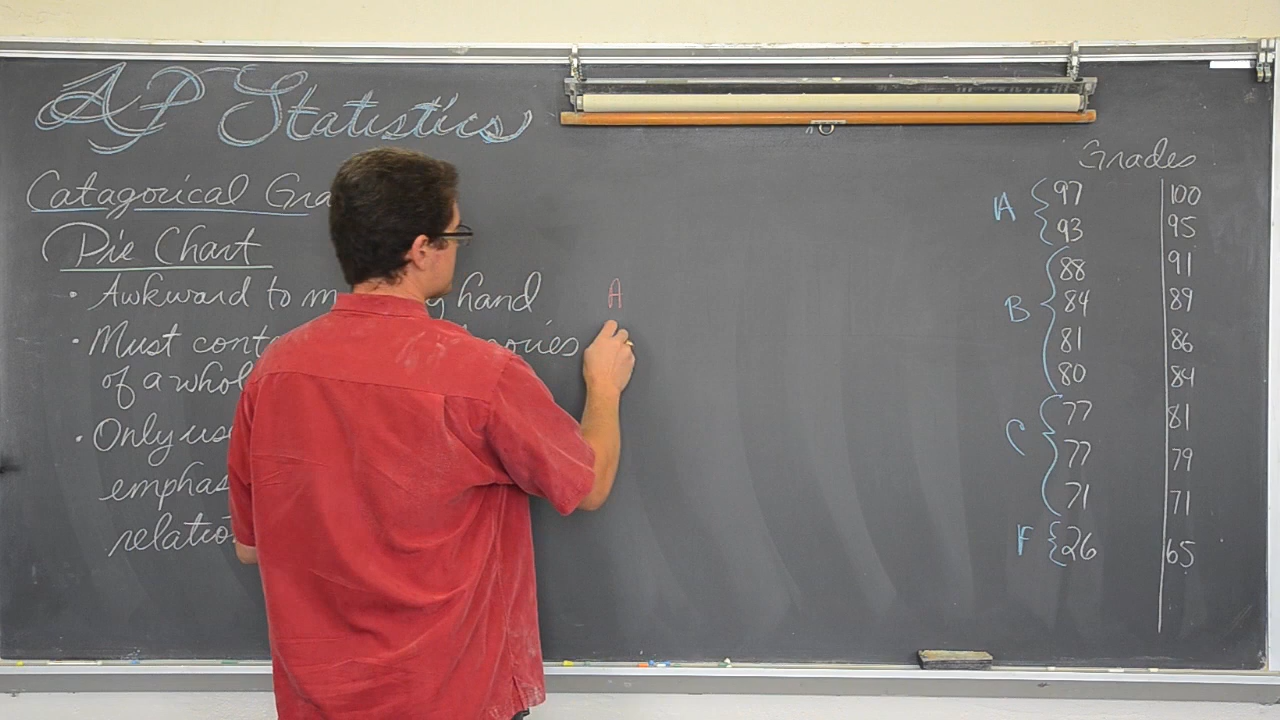 AP Statistics
Catagorical Gra
Pie Chart
• Awkward to m hand
• Must cont ories
of a whol
• Only us
emphas
relatio
A
Grades
A 97 100
93 95
88 91
B 84 89
81 86
80 84
77 81
C 77 79
71 71
F 26 65